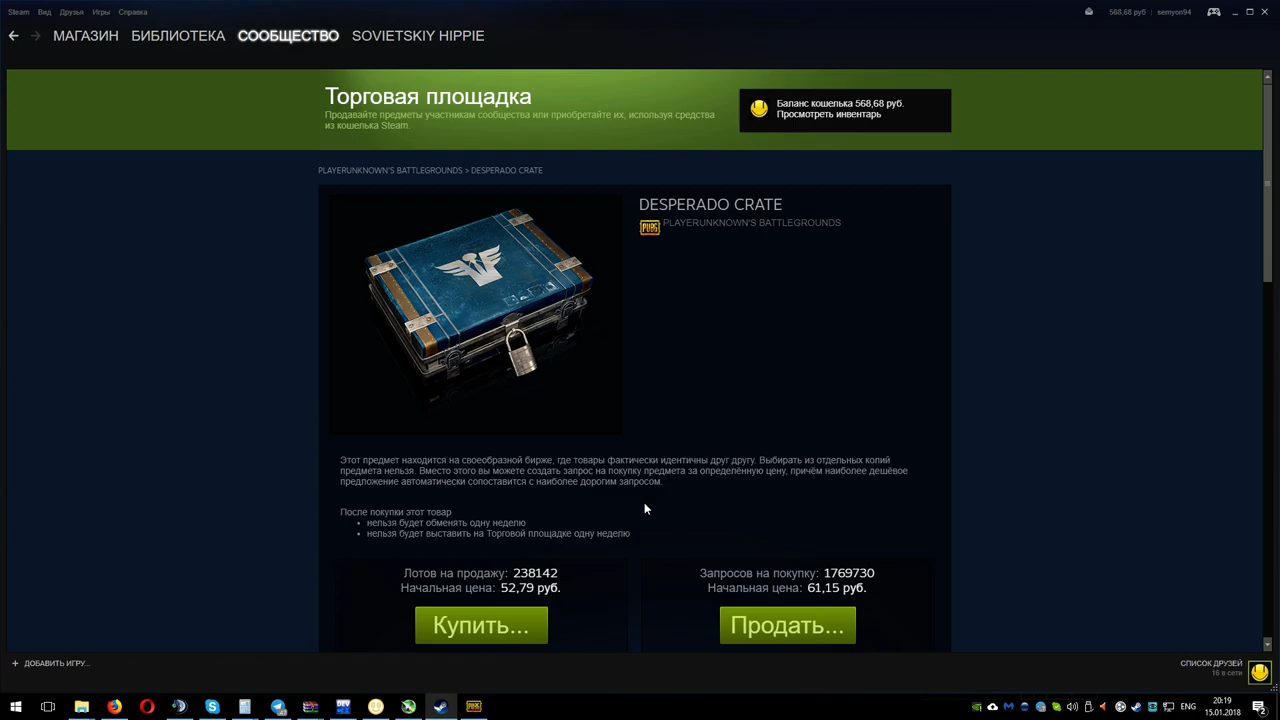 Steam Вид Друзья Игры Справка
568,68 руб semyon94
МАГАЗИН БИБЛИОТЕКА СООБЩЕСТВО SOVIETSKIY HIPPIE
Торговая площадка
Продавайте предметы участникам сообщества или приобретайте их, используя средства
из кошелька Steam.
Баланс кошелька 568,68 руб.
Просмотреть инвентарь
PLAYERUNKNOWN'S BATTLEGROUNDS > DESPERADO CRATE
DESPERADO CRATE
PUBG PLAYERUNKNOWN'S BATTLEGROUNDS
Этот предмет находится на своеобразной бирже, где товары фактически идентичны друг другу. Выбирать из отдельных копий
предмета нельзя. Вместо этого вы можете создать запрос на покупку предмета за определённую цену, причём наиболее дешёвое
предложение автоматически сопоставится с наиболее дорогим запросом.
После покупки этот товар
• нельзя будет обменять одну неделю
• нельзя будет выставить на Торговой площадке одну неделю
Лотов на продажу: 238142
Начальная цена: 52,79 руб.
Купить...
Запросов на покупку: 1769730
Начальная цена: 61,15 руб.
Продать...
+ ДОБАВИТЬ ИГРУ...
СПИСОК ДРУЗЕЙ
16 в сети
DEV
PUBG
ENG
20:19
15.01.2018
2